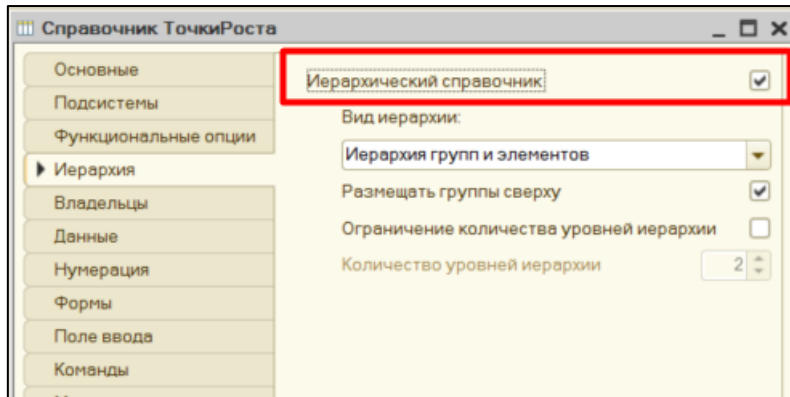 Справочник ТочкиРоста
Основные
Подсистемы
Функциональные опции
Иерархия
Владельцы
Данные
Нумерация
Формы
Поле ввода
Команды
Иерархический справочник
Вид иерархии:
Иерархия групп и элементов
Размещать группы сверху
Ограничение количества уровней иерархии
Количество уровней иерархии 2